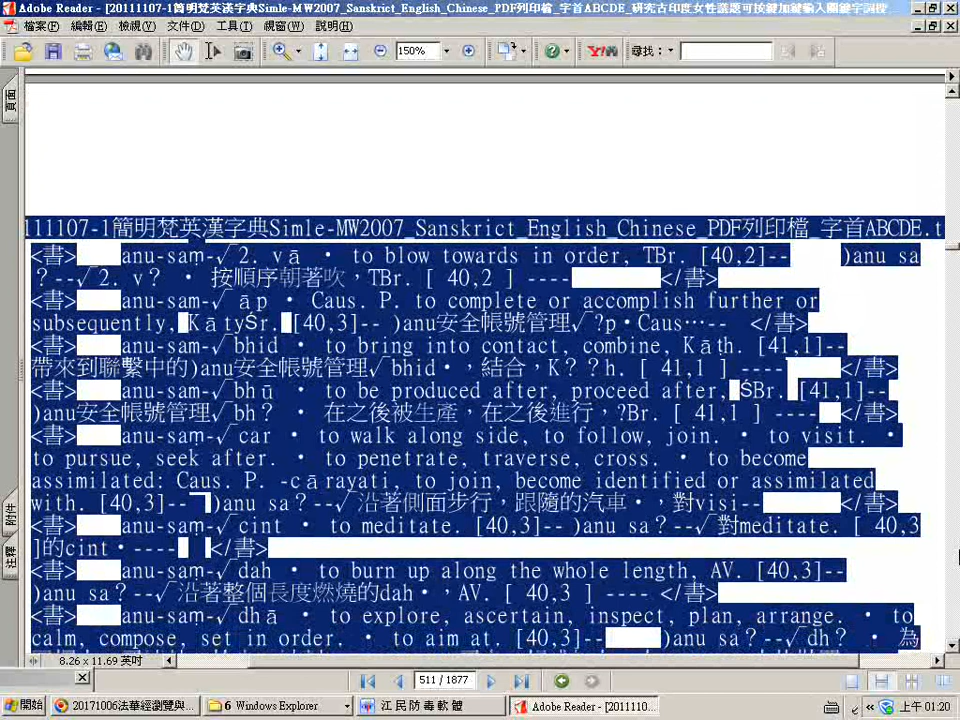 Adobe Reader - [20111107-1簡明梵英漢字典Simle-MW2007_Sanskrict_English_Chinese_PDF列印檔_字首ABCDE_研究古印度女性議題可按鍵加鍵輸入關鍵字詞搜
檔案(F) 編輯(E) 檢視(V) 文件(D) 工具(T) 視窗(W) 說明(H)
150% Y! 尋找：
頁面
111107-1簡明梵英漢字典Simle-MW2007_Sanskrict_English_Chinese_PDF列印檔_字首ABCDE.t
<書> anu-saṃ-√2. vā • to blow towards in order, TBr. [40,2]-- )anu sa
？--√2. v？ • 按順序朝著吹，TBr. [ 40,2 ] ---- </書>
<書> anu-sam-√āp • Caus. P. to complete or accomplish further or
subsequently, KātyŚr. [40,3]-- )anu安全帳號管理√?p•Caus…-- </書>
<書> anu-sam-√bhid • to bring into contact, combine, Kāṭh. [41,1]--
帶來到聯繫中的)anu安全帳號管理√bhid•，結合，K？？h. [ 41,1 ] ---- </書>
<書> anu-sam-√bhū • to be produced after, proceed after, ŚBr. [41,1]--
)anu安全帳號管理√bh？ • 在之後被生產，在之後進行，?Br. [ 41,1 ] ---- </書>
<書> anu-saṃ-√car • to walk along side, to follow, join. • to visit. •
to pursue, seek after. • to penetrate, traverse, cross. • to become
assimilated: Caus. P. -cārayati, to join, become identified or assimilated
with. [40,3]-- )anu sa？--√沿著側面步行，跟隨的汽車•，對visi-- </書>
<書> anu-saṃ-√cint • to meditate. [40,3]-- )anu sa？--√對meditate. [ 40,3
]的cint•---- </書>
<書> anu-saṃ-√dah • to burn up along the whole length, AV. [40,3]--
)anu sa？--√沿著整個長度燃燒的dah•，AV. [ 40,3 ] ---- </書>
<書> anu-saṃ-√dhā • to explore, ascertain, inspect, plan, arrange. • to
calm, compose, set in order. • to aim at. [40,3]-- )anu sa？--√dh？ • 為
附件
注釋
8.26 x 11.69 英吋
511 / 1877
開始 20171006法華經瀏覽與... 6 Windows Explorer 江民防毒軟體 Adobe Reader - [2011110... 上午 01:20